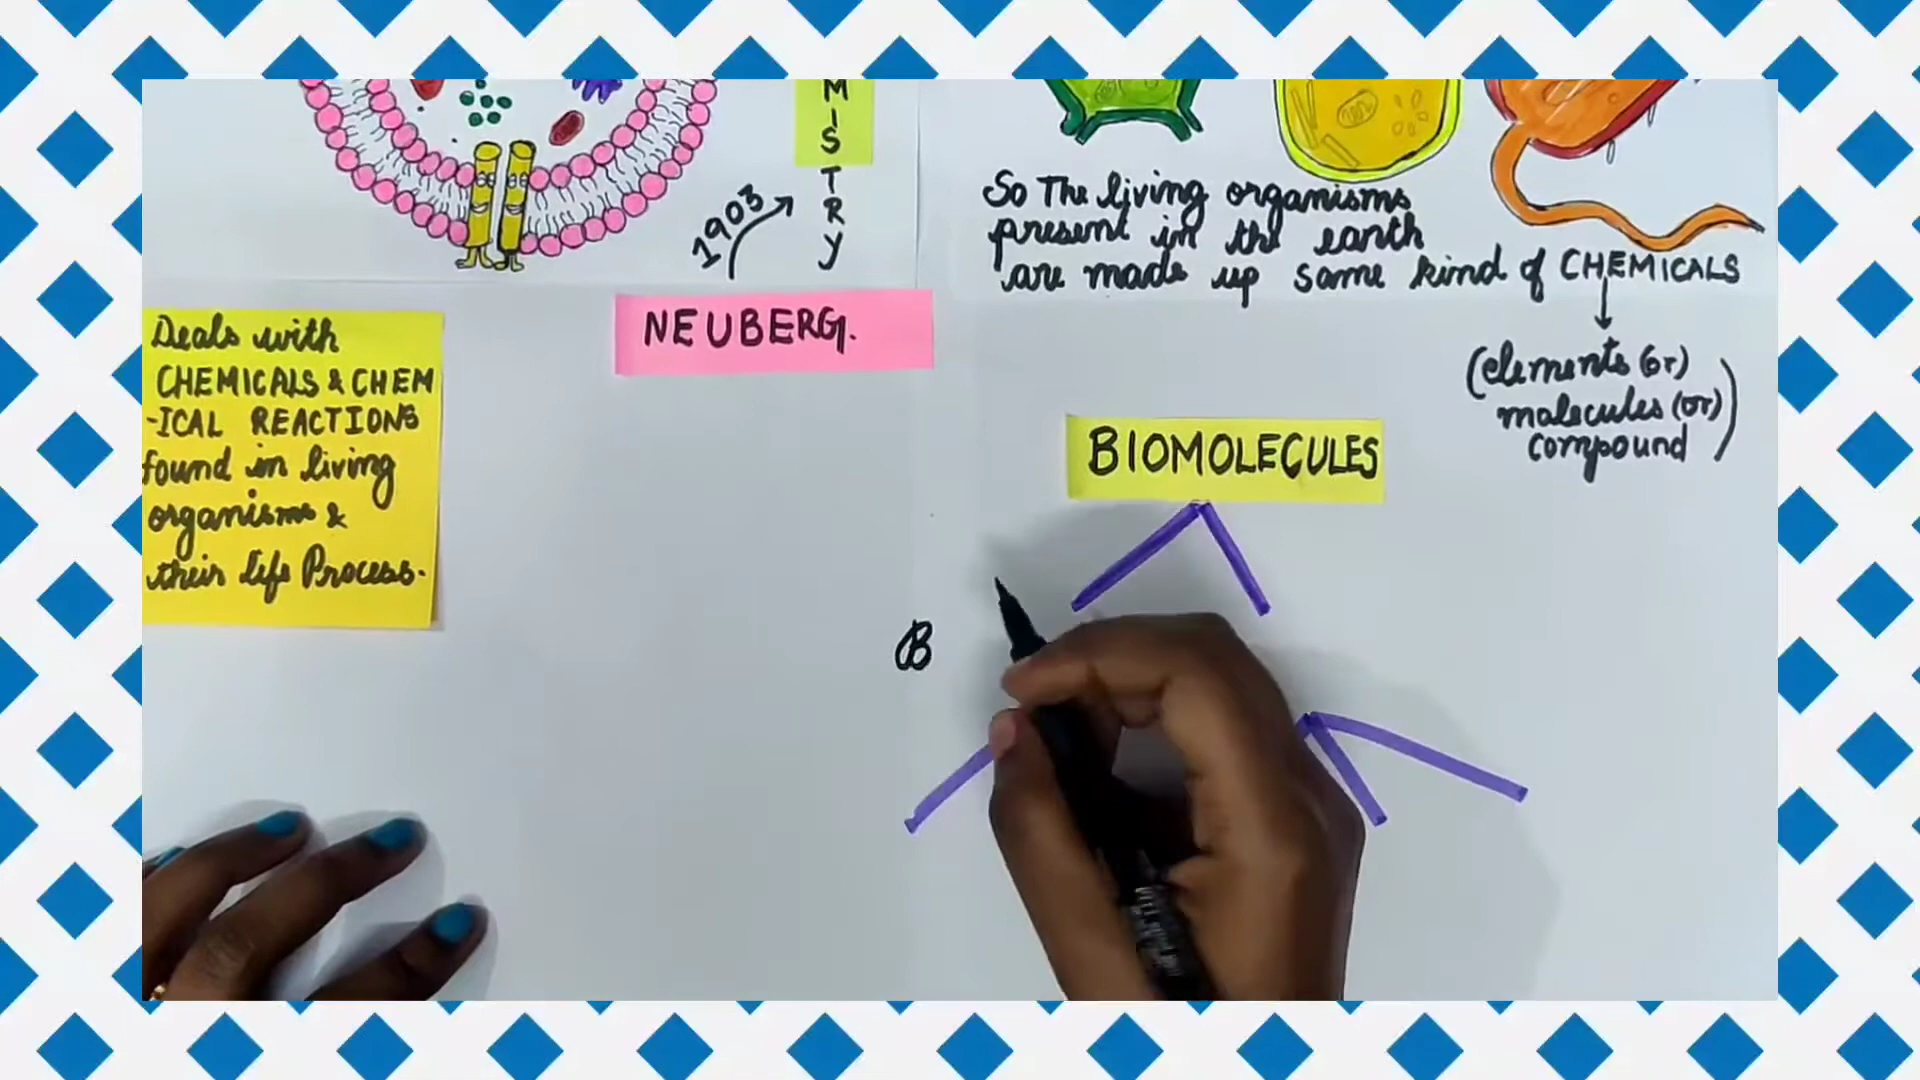 M
I
S
T
R
y
1903
NEUBERG.
Deals with
CHEMICALS & CHEM
-ICAL REACTIONS
found in living
organisms &
their life Process.
So The living organisms
present in the earth
are made up same kind of CHEMICALS
(elements (or)
molecules (or)
compound)
BIOMOLECULES
B